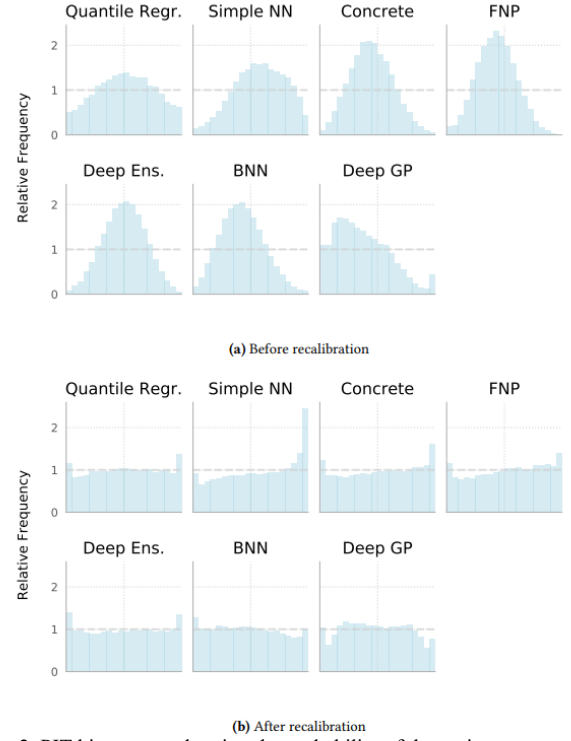 Quantile Regr. Simple NN Concrete FNP
2
1
0
Relative Frequency
Deep Ens. BNN Deep GP
2
1
0
(a) Before recalibration
Quantile Regr. Simple NN Concrete FNP
2
1
0
Relative Frequency
Deep Ens. BNN Deep GP
2
1
0
(b) After recalibration